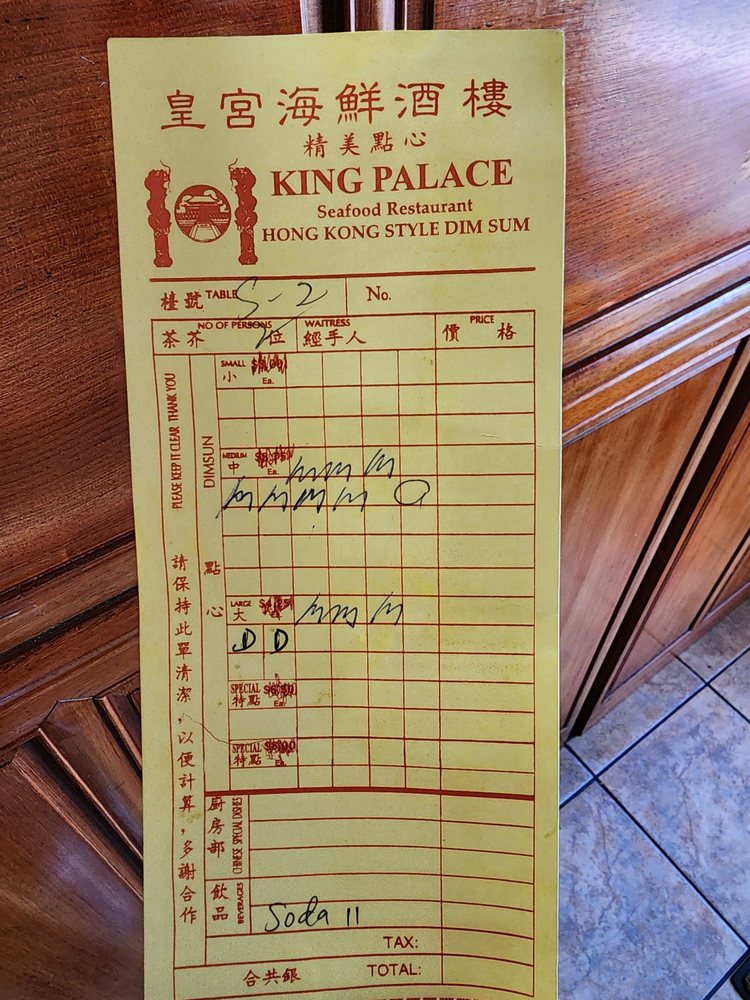 皇宮海鮮酒樓
精美點心
KING PALACE
Seafood Restaurant
HONG KONG STYLE DIM SUM
檯號 TABLE S-2 No.
NO OF PERSONS WAITRESS PRICE
茶芥 位 經手人 價 格
PLEASE KEEP IT CLEAR THANK YOU
請保持此單清潔，以便計算，多謝合作
DIMSUN
點心
SMALL
小 Ea.
MEDIUM
中 Ea.
LARGE
大
D D
SPECIAL
特點 Ea
SPECIAL
特點 Ea.
厨房部 CHINESE SPECIAL DISHES
飲品 BEVERAGES
Soda 11
TAX:
合共銀 TOTAL: